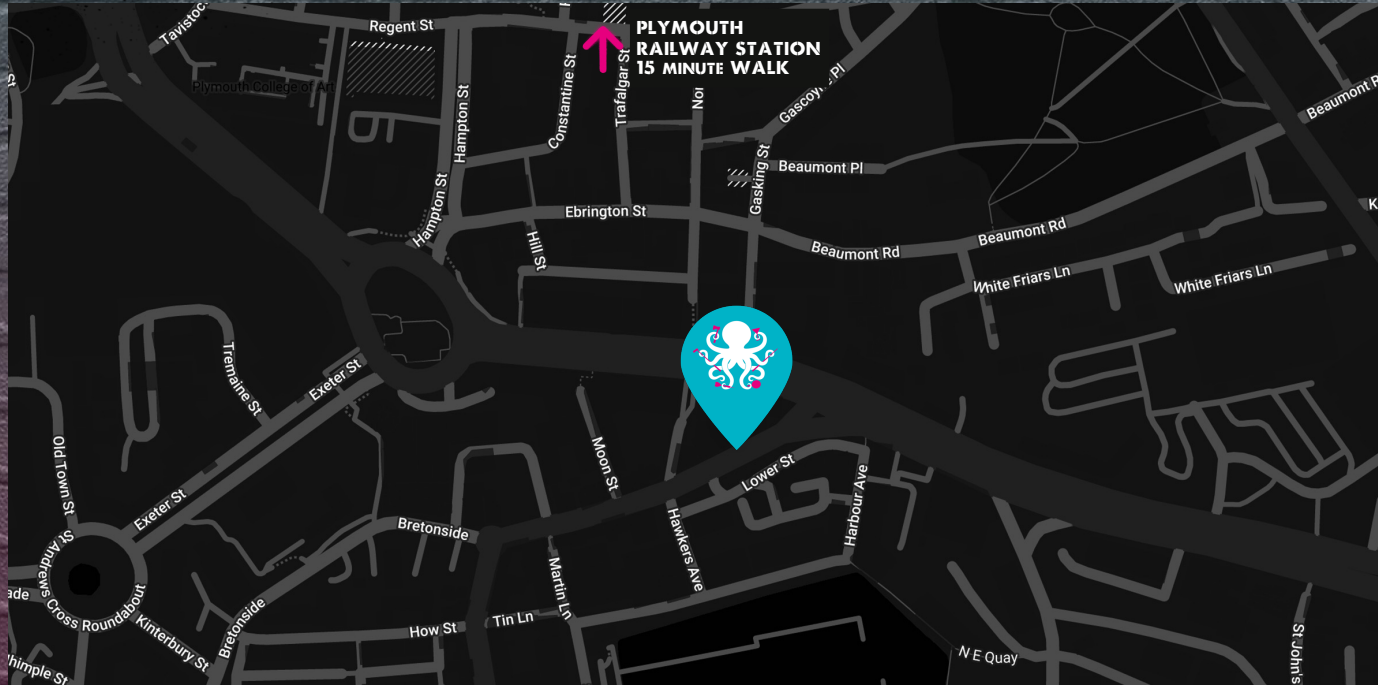 Tavistoc
Regent St
PLYMOUTH
RAILWAY STATION
15 MINUTE WALK
Plymouth College of Art
Hampton St
Constantine St
Trafalgar St
Gascoy
Pl
Beaumont
Beaumont Pl
Gasking St
Hampton St
Ebrington St
Hill St
Beaumont Rd
Beaumont Rd
White Friars Ln
White Friars Ln
Tremaine St
Exeter St
Old Town St
Moon St
Lower St
Exeter St
Harbour Ave
Bretonside
Hawkers Ave
St Andrews Cross Roundabout
Martin Ln
Kinterbury St
Bretonside
How St
Tin Ln
N E Quay
St John's
himple St